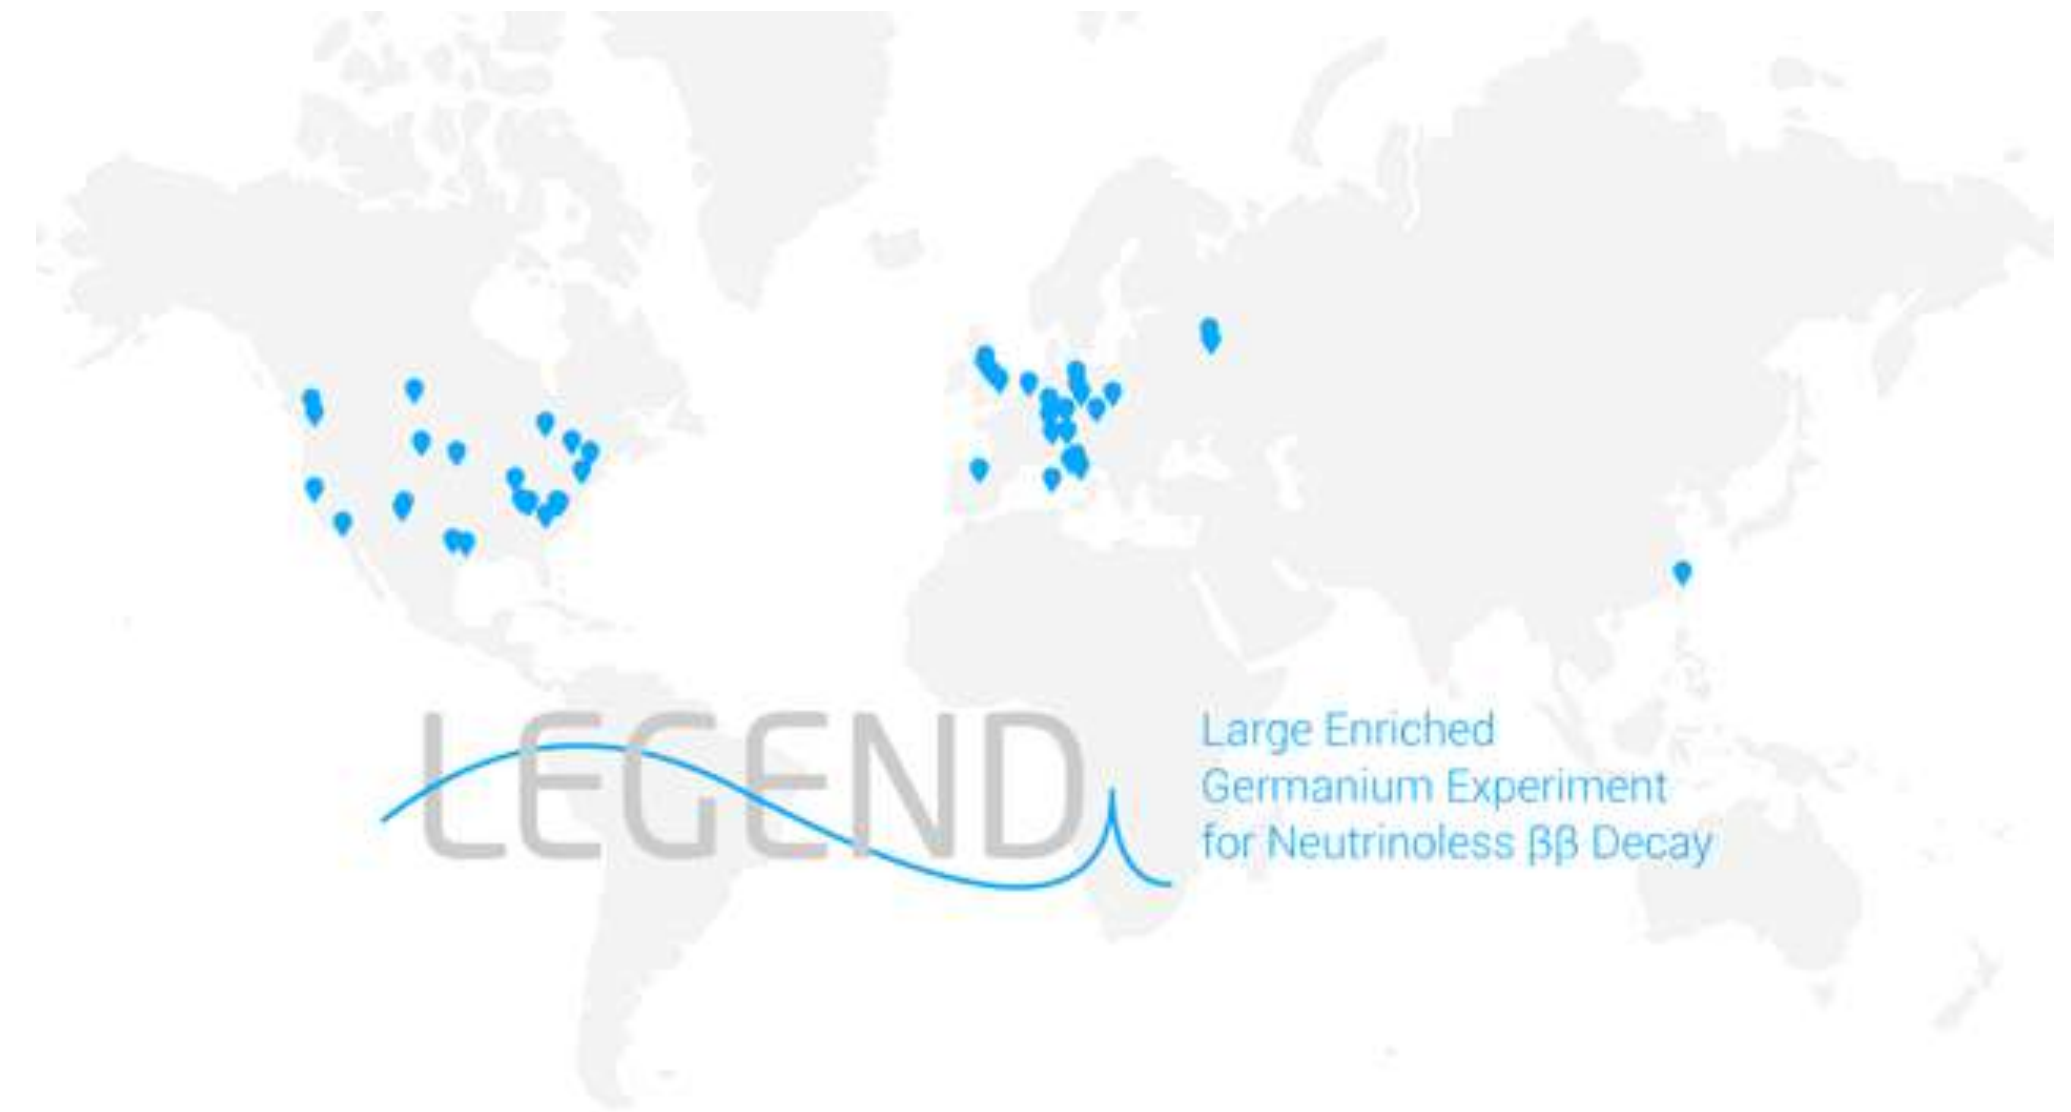 LEGEND
Large Enriched
Germanium Experiment
for Neutrinoless ββ Decay